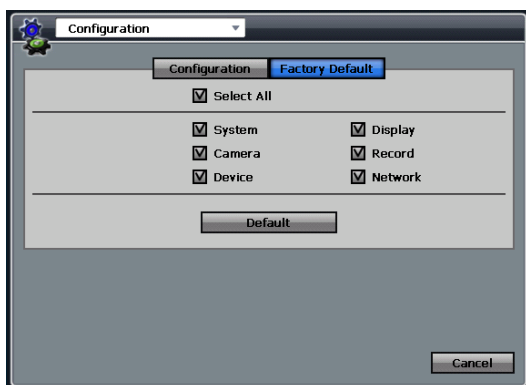 Configuration
Configuration Factory Default
Select All
System Display
Camera Record
Device Network
Default
Cancel